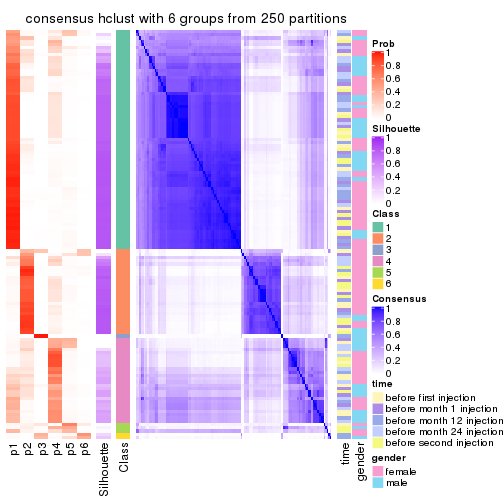 consensus hclust with 6 groups from 250 partitions
Prob
1
0.8
0.6
0.4
0.2
0
Silhouette
1
0.8
0.6
0.4
0.2
0
Class
1
2
3
4
5
6
Consensus
1
0.8
0.6
0.4
0.2
0
time
before first injection
before month 1 injection
before month 12 injection
before month 24 injection
before second injection
gender
female
male
p1
p2
p3
p4
p5
p6
Silhouette
Class
time
gender